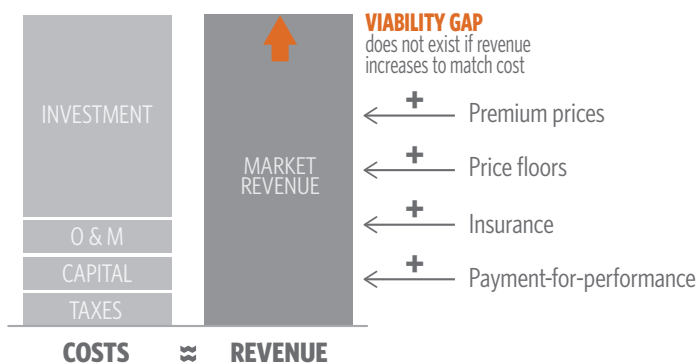 VIABILITY GAP
does not exist if revenue
increases to match cost
INVESTMENT
O & M
CAPITAL
TAXES
MARKET
REVENUE
+
Premium prices
+
Price floors
+
Insurance
+
Payment-for-performance
COSTS ≈ REVENUE